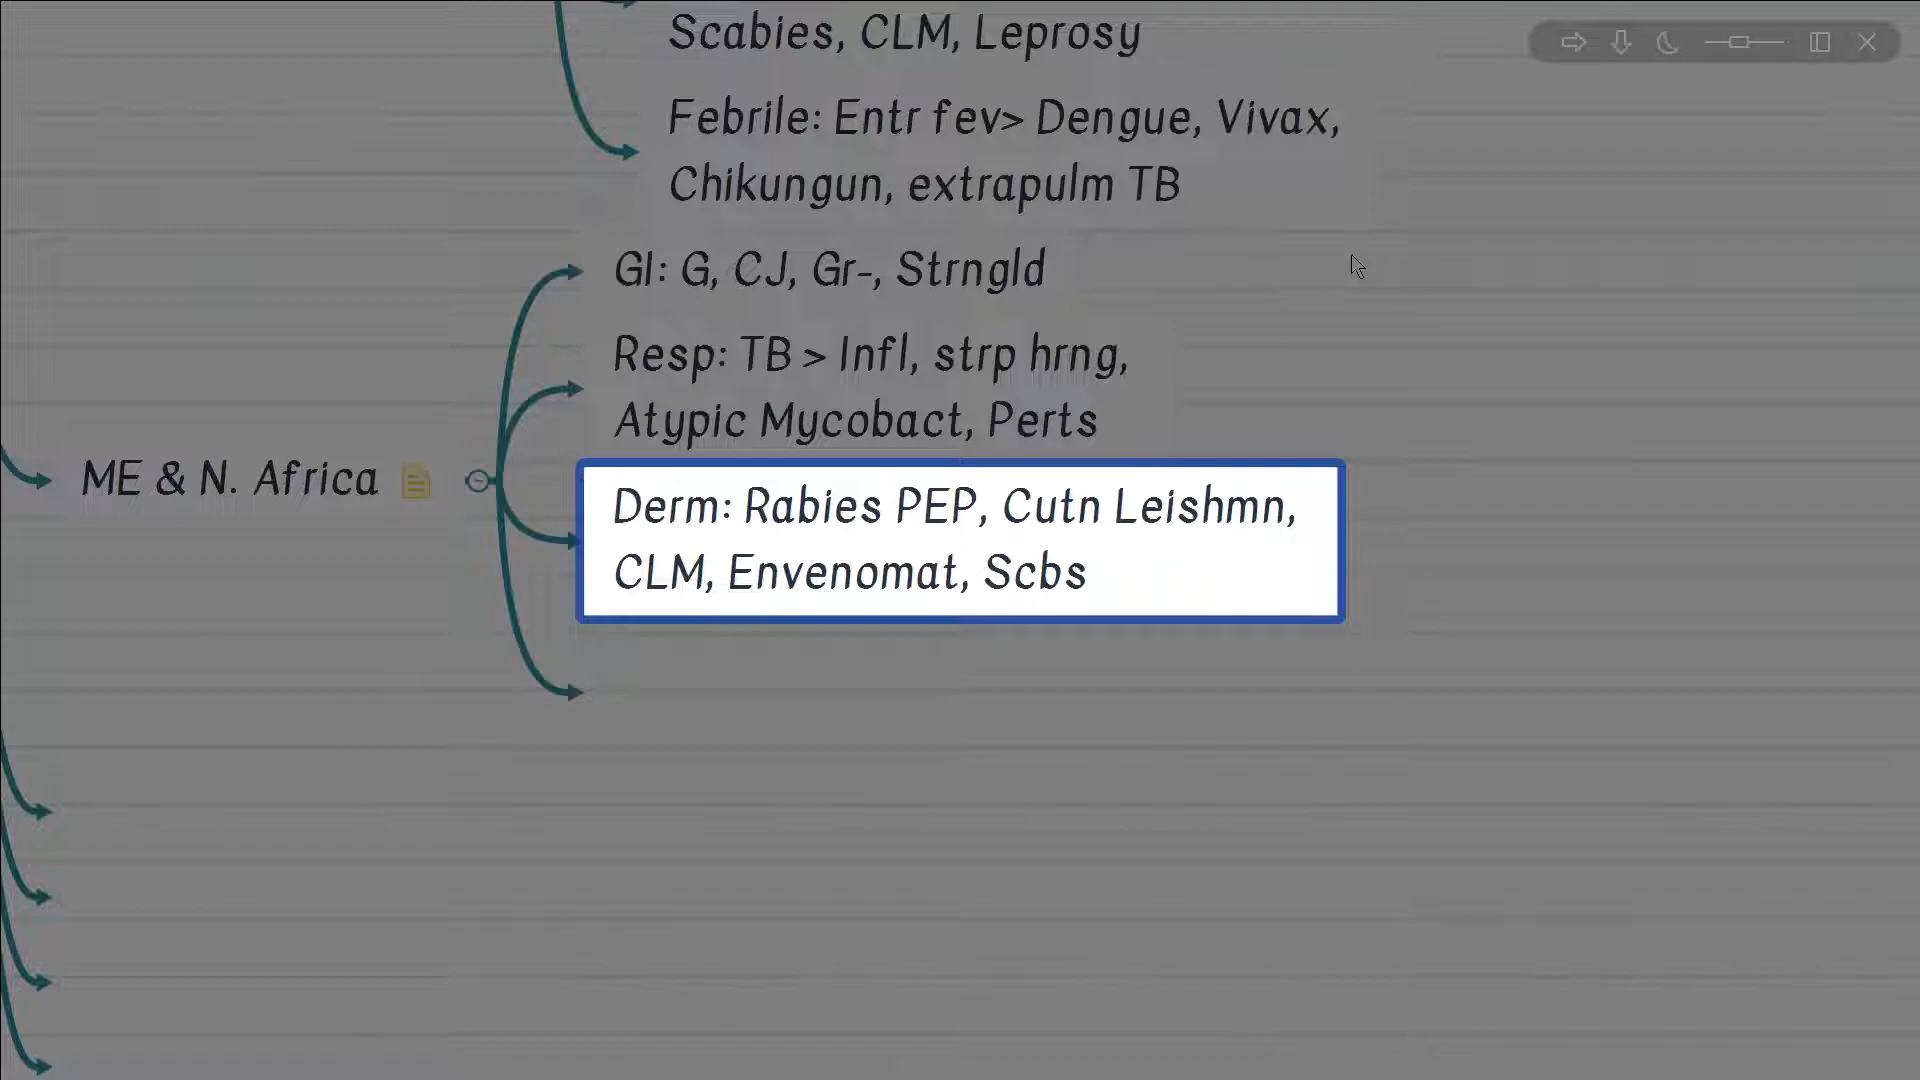 Scabies, CLM, Leprosy
Febrile: Entr fev> Dengue, Vivax,
Chikungun, extrapulm TB
GI: G, CJ, Gr-, Strngld
Resp: TB > Infl, strp hrng,
Atypic Mycobact, Perts
ME & N. Africa
Derm: Rabies PEP, Cutn Leishmn,
CLM, Envenomat, Scbs